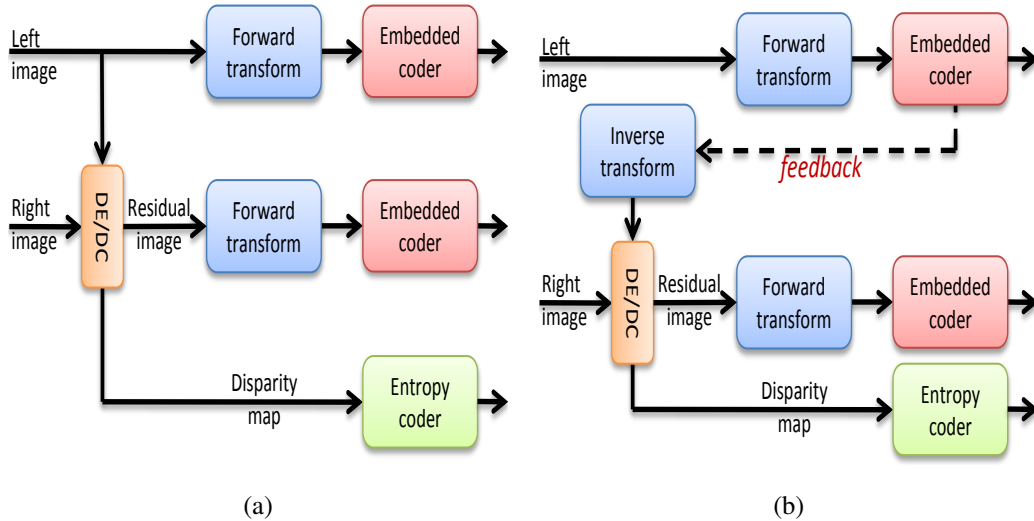 Left
image
Forward
transform
Embedded
coder
DE/DC
Right
image
Residual
image
Forward
transform
Embedded
coder
Disparity
map
Entropy
coder
(a)
Left
image
Forward
transform
Embedded
coder
Inverse
transform
feedback
DE/DC
Right
image
Residual
image
Forward
transform
Embedded
coder
Disparity
map
Entropy
coder
(b)